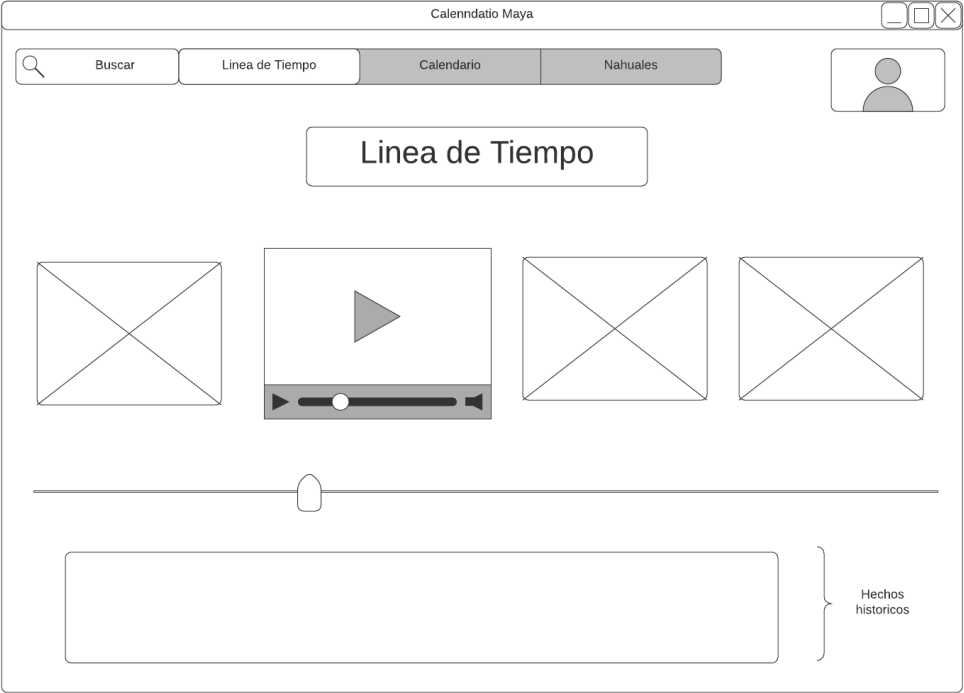 Calenndatio Maya
Buscar
Linea de Tiempo
Calendario
Nahuales
Linea de Tiempo
Hechos
historicos